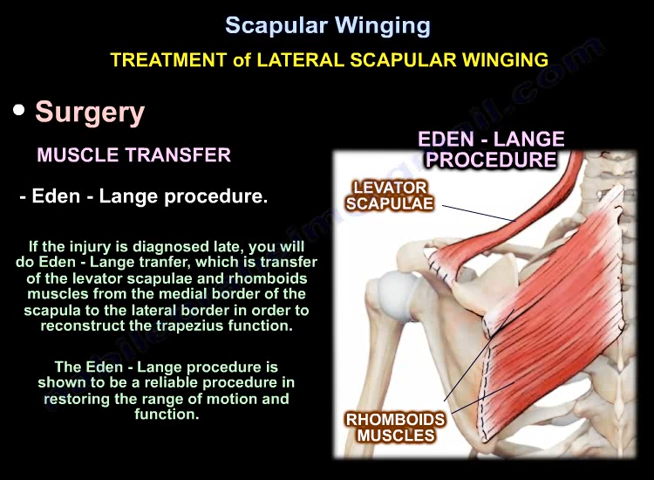 Scapular Winging
TREATMENT of LATERAL SCAPULAR WINGING
• Surgery
MUSCLE TRANSFER
- Eden - Lange procedure.
If the injury is diagnosed late, you will
do Eden - Lange tranfer, which is transfer
of the levator scapulae and rhomboids
muscles from the medial border of the
scapula to the lateral border in order to
reconstruct the trapezius function.
The Eden - Lange procedure is
shown to be a reliable procedure in
restoring the range of motion and
function.
EDEN - LANGE
PROCEDURE
LEVATOR
SCAPULAE
RHOMBOIDS
MUSCLES